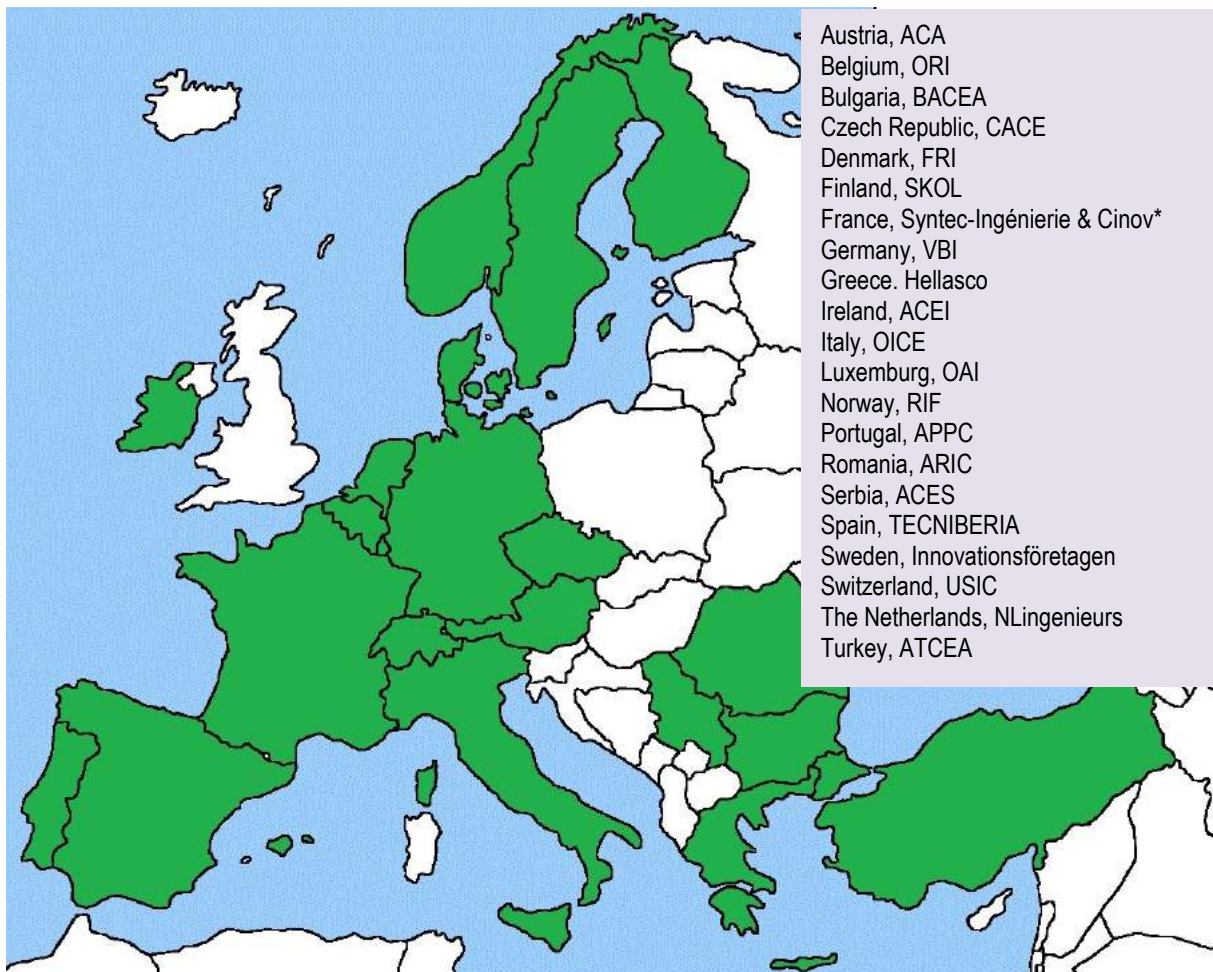 Austria, ACA
Belgium, ORI
Bulgaria, BACEA
Czech Republic, CACE
Denmark, FRI
Finland, SKOL
France, Syntec-Ingénierie & Cinov*
Germany, VBI
Greece. Hellasco
Ireland, ACEI
Italy, OICE
Luxemburg, OAI
Norway, RIF
Portugal, APPC
Romania, ARIC
Serbia, ACES
Spain, TECNIBERIA
Sweden, Innovationsföretagen
Switzerland, USIC
The Netherlands, NLingenieurs
Turkey, ATCEA